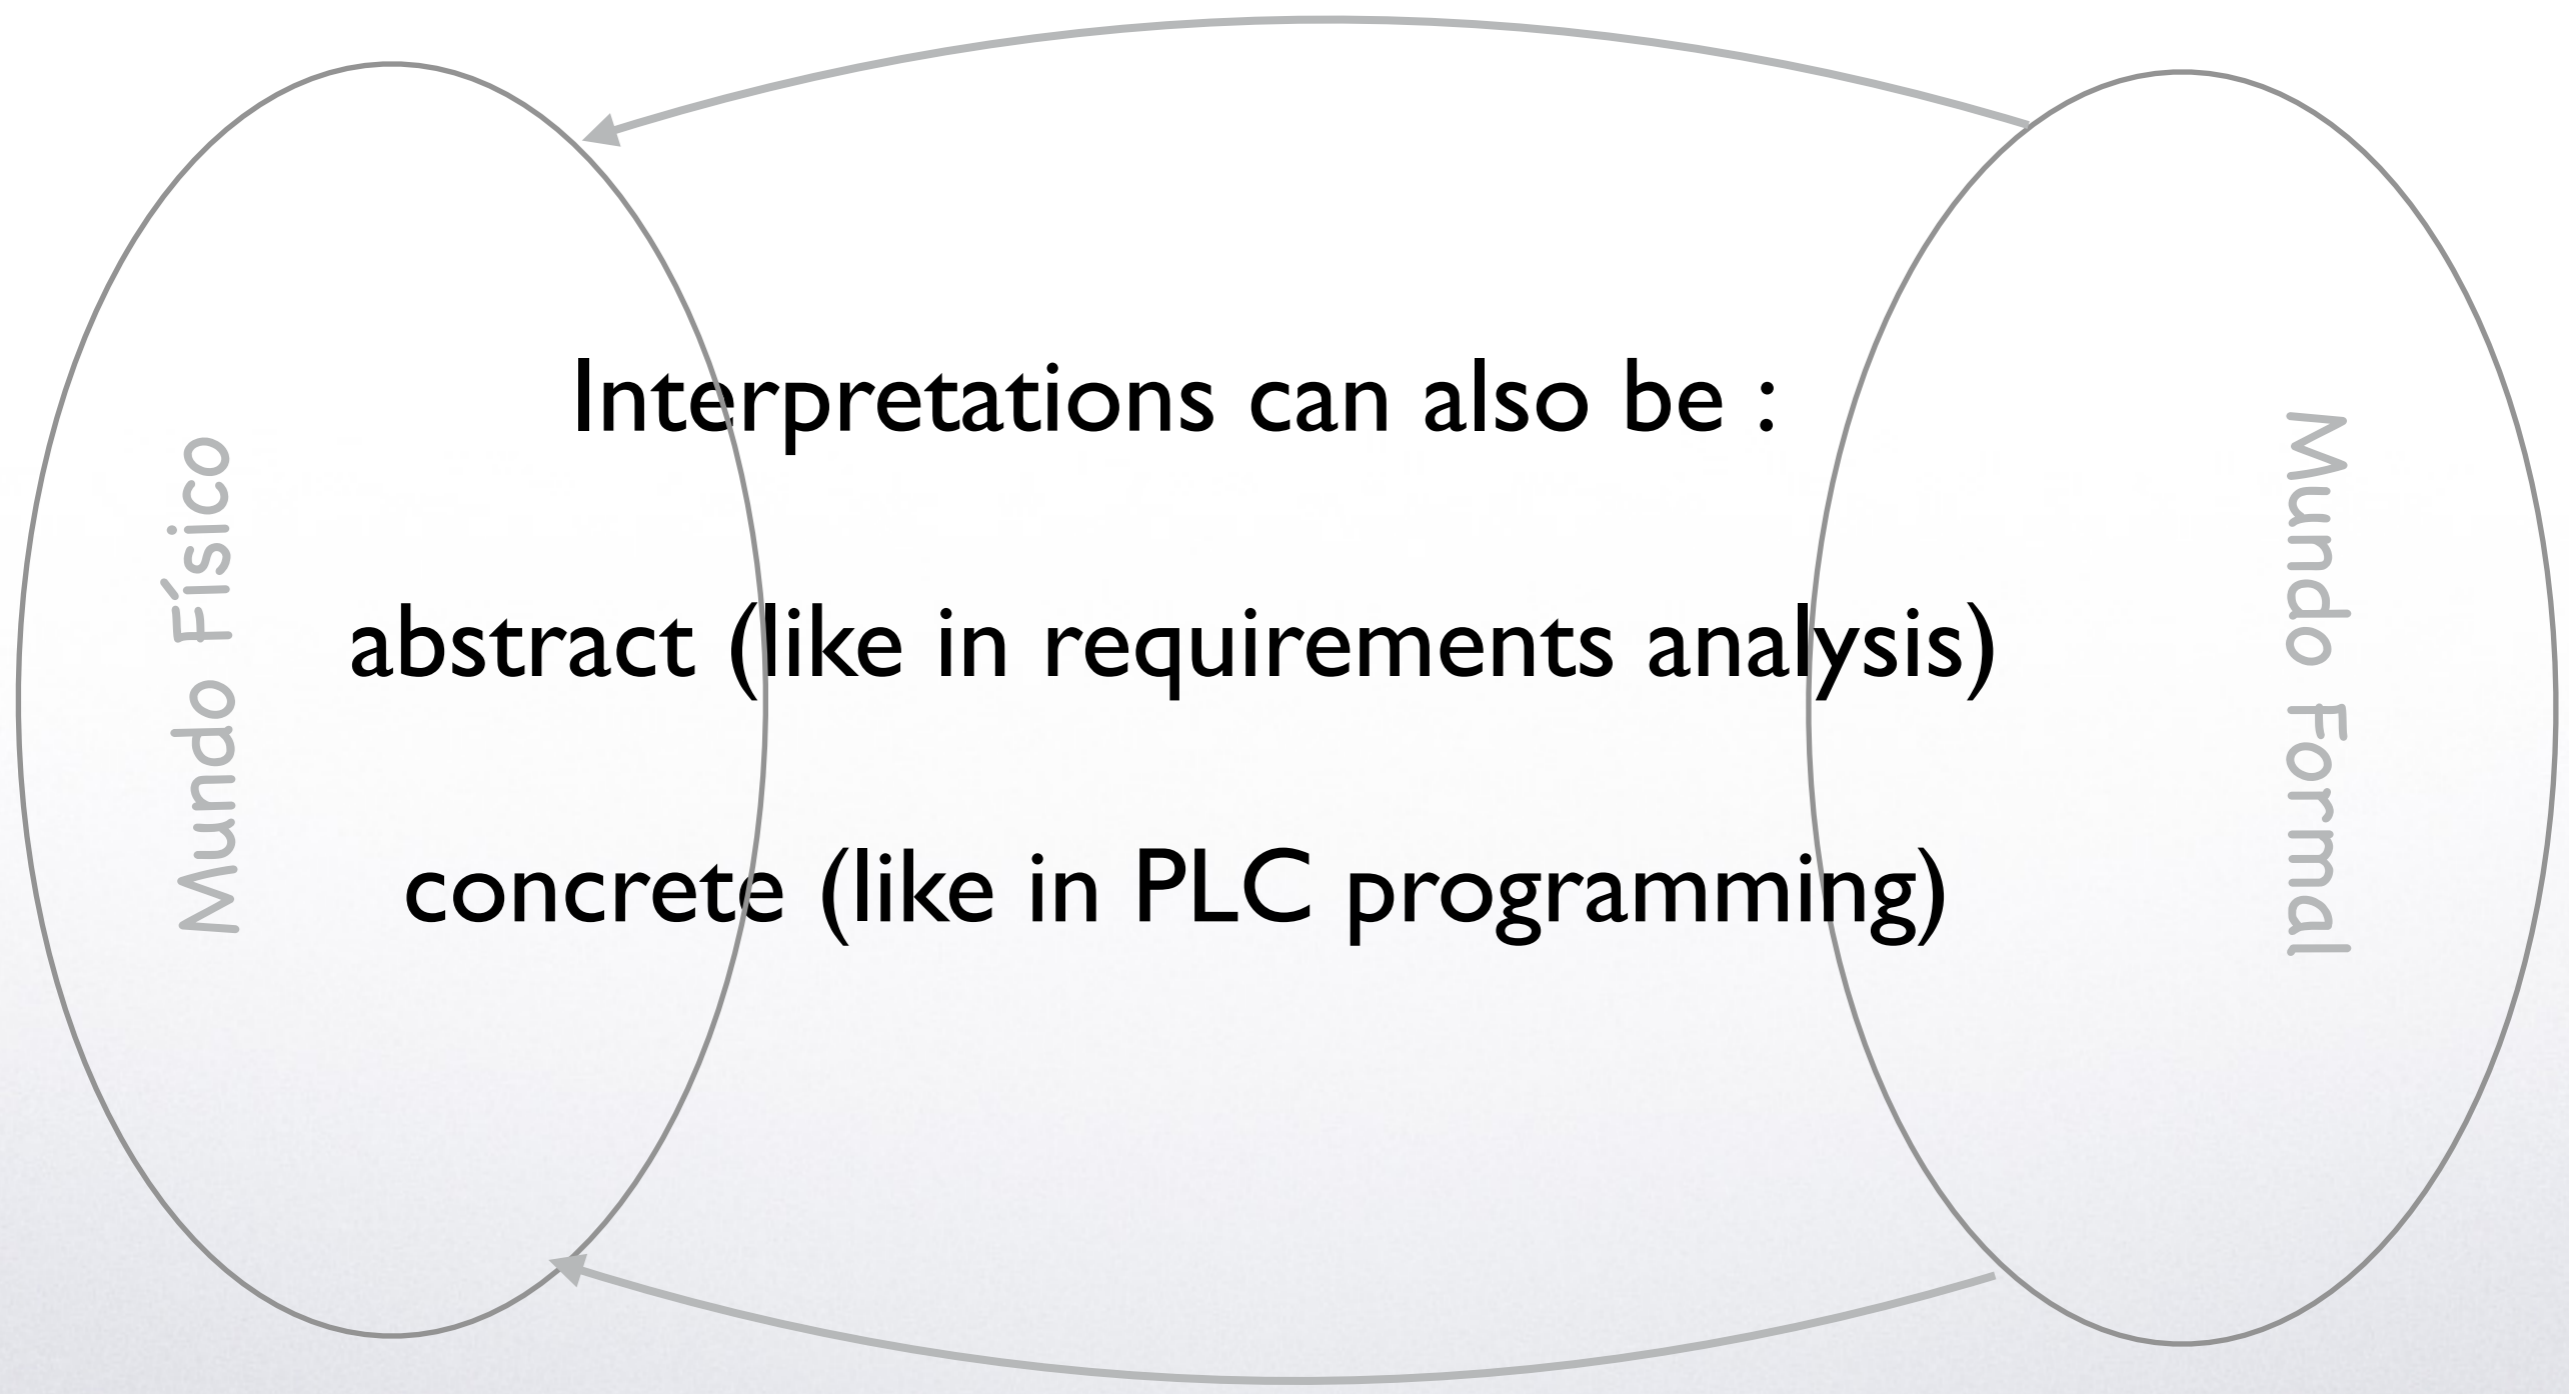 Mundo Físico
Interpretations can also be :
abstract (like in requirements analysis)
concrete (like in PLC programming)
Mundo Formal